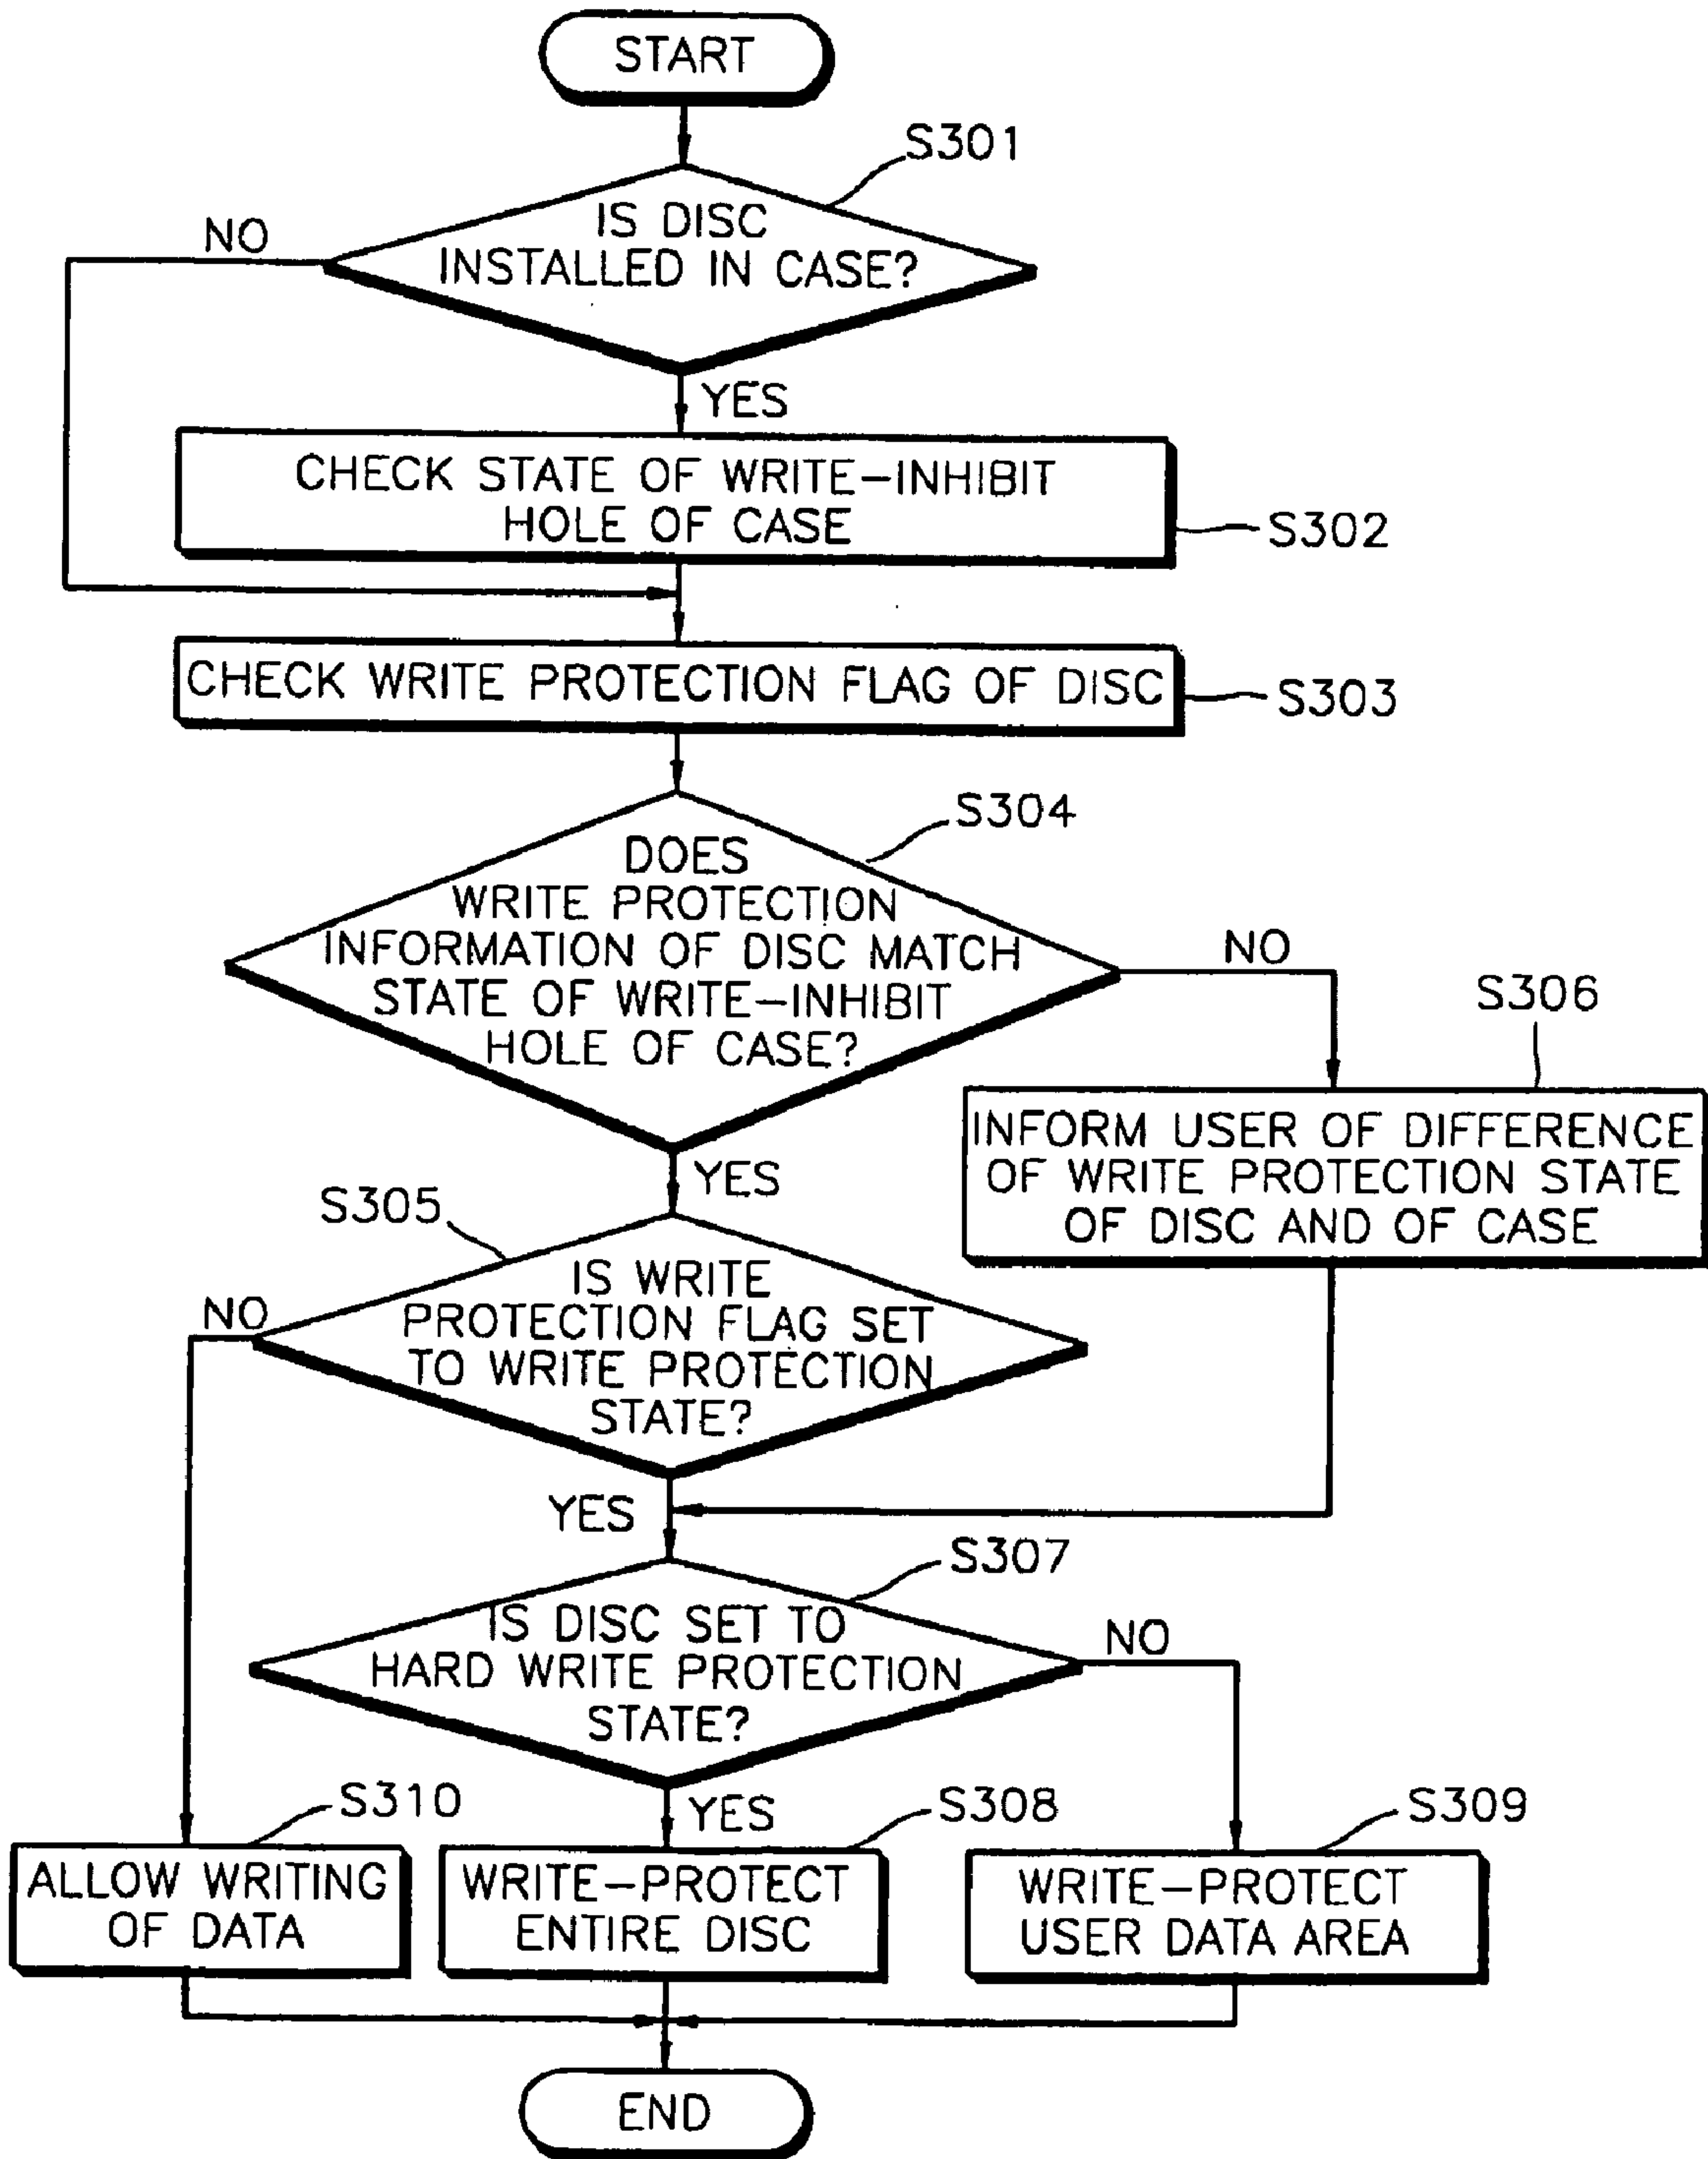 START
S301
IS DISC
INSTALLED IN CASE?
NO
YES
CHECK STATE OF WRITE-INHIBIT
HOLE OF CASE
S302
CHECK WRITE PROTECTION FLAG OF DISC
S303
S304
DOES
WRITE PROTECTION
INFORMATION OF DISC MATCH
STATE OF WRITE-INHIBIT
HOLE OF CASE?
NO
YES
S306
INFORM USER OF DIFFERENCE
OF WRITE PROTECTION STATE
OF DISC AND OF CASE
S305
IS WRITE
PROTECTION FLAG SET
TO WRITE PROTECTION
STATE?
NO
YES
S307
IS DISC SET TO
HARD WRITE PROTECTION
STATE?
NO
YES
S310
ALLOW WRITING
OF DATA
S308
WRITE-PROTECT
ENTIRE DISC
S309
WRITE-PROTECT
USER DATA AREA
END